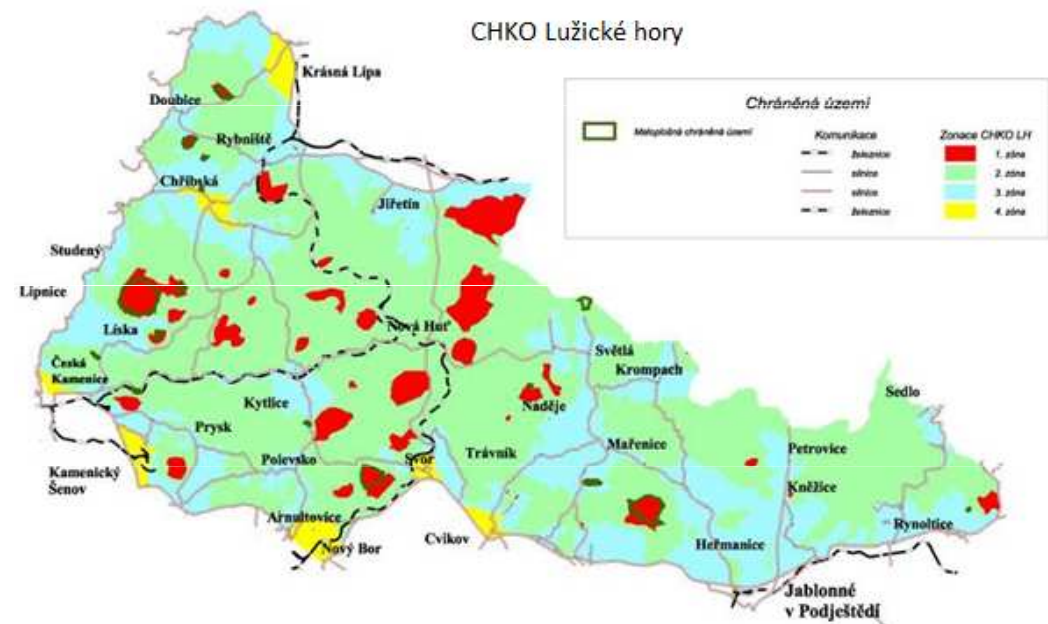 CHKO Lužické hory
Chráněná území
Maloplošná chráněná území
Komunikace
železnice
silnice
silnice
železnice
Zonace CHKO LH
1. zóna
2. zóna
3. zóna
4. zóna
Krásná Lípa
Doubice
Rybniště
Chřibská
Jiřetín
Studený
Lipnice
Líska
Nová Huť
Česká
Kamenice
Světlá
Krompach
Sedlo
Kytlice
Naděje
Prysk
Mařenice
Petrovice
Polevsko
Svor
Trávník
Kamenický
Šenov
Kněžice
Arnultovice
Rynoltice
Nový Bor
Cvikov
Heřmanice
Jablonné
v Podještědí